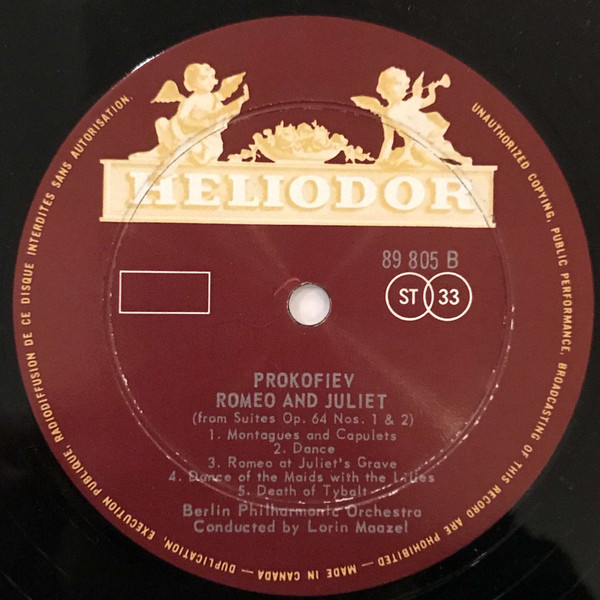 HELIODOR
89 805 B
ST 33
PROKOFIEV
ROMEO AND JULIET
(from Suites Op. 64 Nos. 1 & 2)
1. Montagues and Capulets
2. Dance
3. Romeo at Juliet's Grave
4. Dance of the Maids with the Lilies
5. Death of Tybalt
Berlin Philharmonic Orchestra
Conducted by Lorin Maazel
UNAUTHORIZED COPYING, PUBLIC PERFORMANCE, BROADCASTING OF THIS RECORD ARE PROHIBITED — MADE IN CANADA — DUPLICATION, EXECUTION PUBLIQUE, RADIODIFFUSION DE CE DISQUE INTERDITES SANS AUTORISATION.